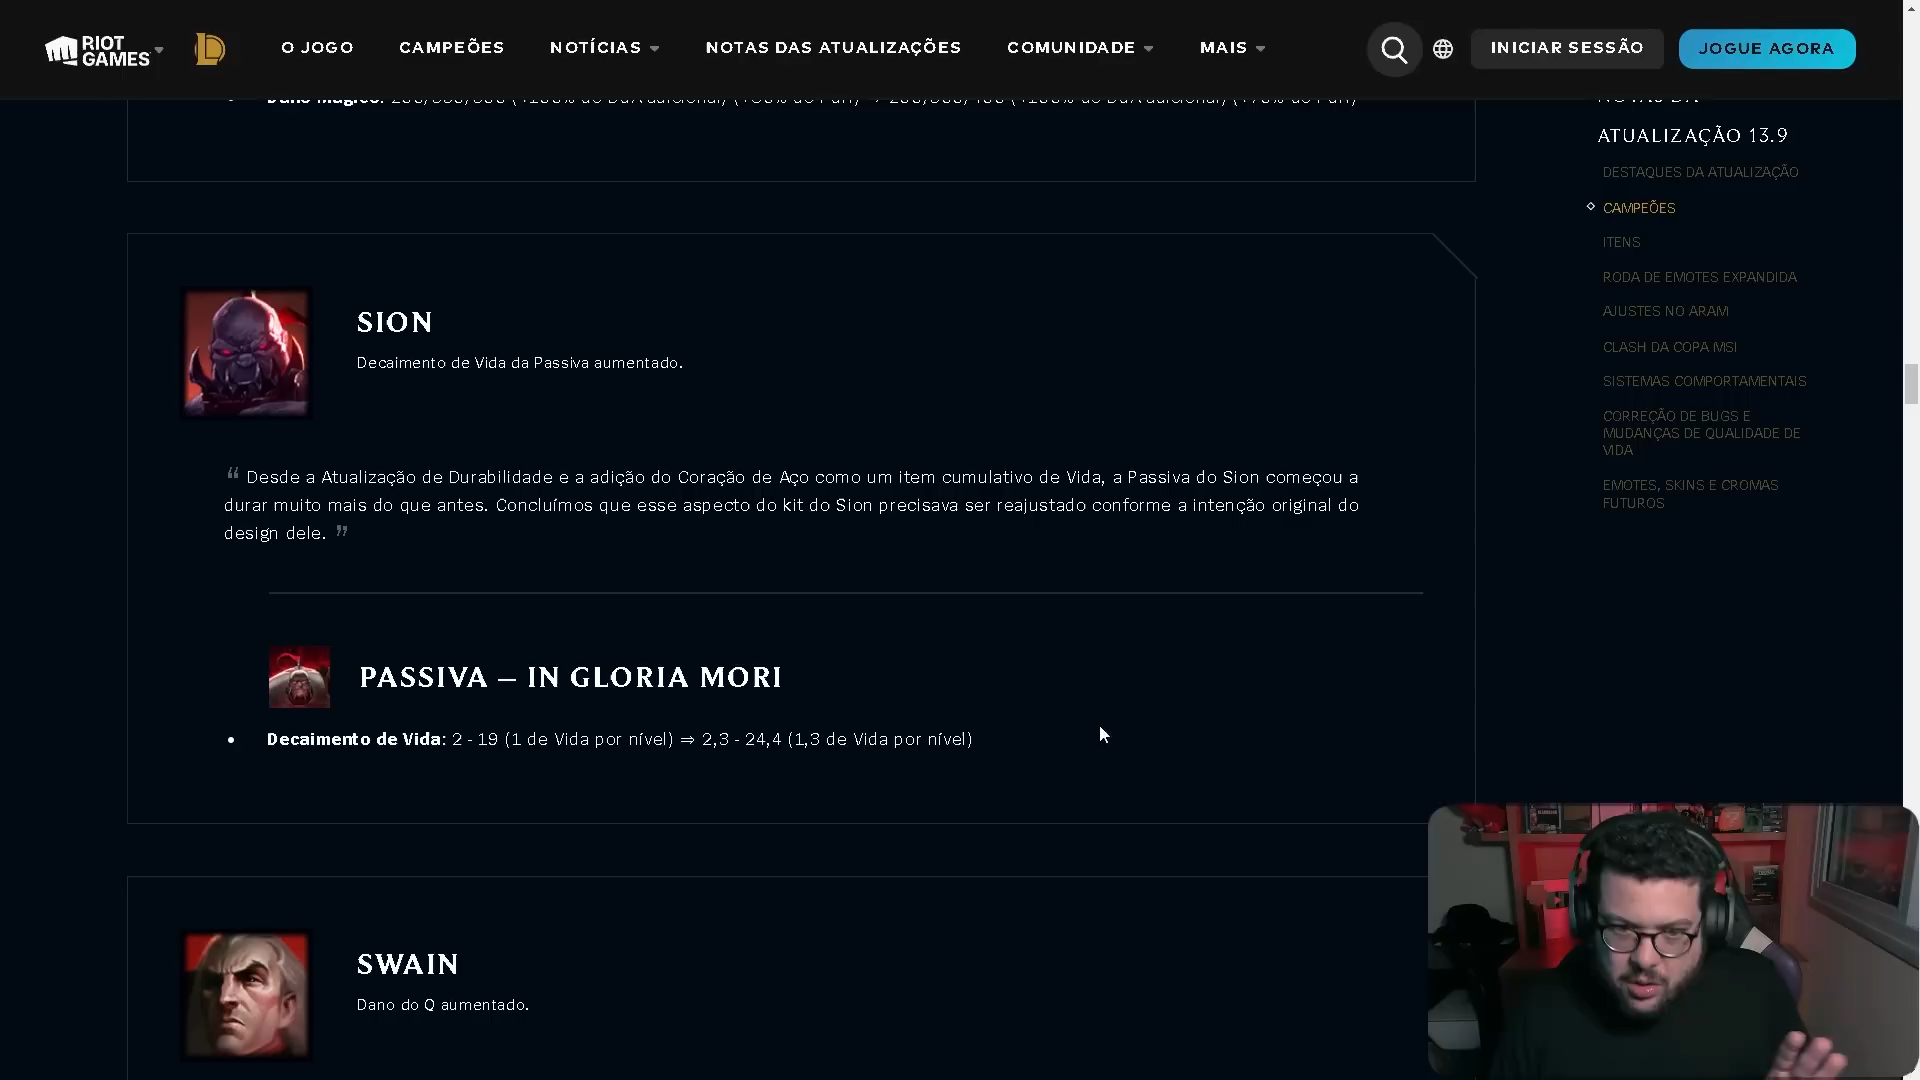 RIOT
GAMES
O JOGO
CAMPEÕES
NOTÍCIAS
NOTAS DAS ATUALIZAÇÕES
COMUNIDADE
MAIS
INICIAR SESSÃO
JOGUE AGORA
ATUALIZAÇÃO 13.9
DESTAQUES DA ATUALIZAÇÃO
CAMPEÕES
ITENS
RODA DE EMOTES EXPANDIDA
AJUSTES NO ARAM
CLASH DA COPA MSI
SISTEMAS COMPORTAMENTAIS
CORREÇÃO DE BUGS E
MUDANÇAS DE QUALIDADE DE
VIDA
EMOTES, SKINS E CROMAS
FUTUROS
SION
Decaimento de Vida da Passiva aumentado.
“ Desde a Atualização de Durabilidade e a adição do Coração de Aço como um item cumulativo de Vida, a Passiva do Sion começou a
durar muito mais do que antes. Concluímos que esse aspecto do kit do Sion precisava ser reajustado conforme a intenção original do
design dele. ”
PASSIVA – IN GLORIA MORI
• Decaimento de Vida: 2 - 19 (1 de Vida por nível) ⇒ 2,3 - 24,4 (1,3 de Vida por nível)
SWAIN
Dano do Q aumentado.